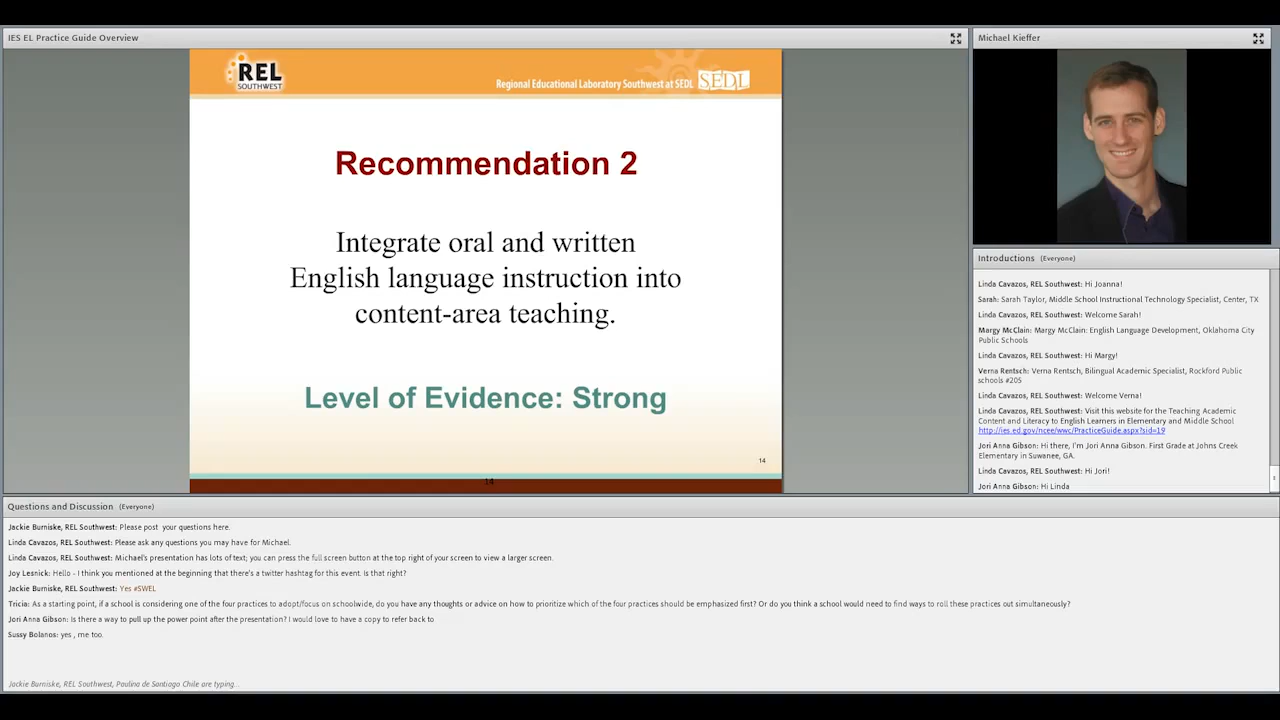 IES EL Practice Guide Overview
REL
SOUTHWEST
Regional Educational Laboratory Southwest at SEDL
SEDL
Recommendation 2
Integrate oral and written
English language instruction into
content-area teaching.
Level of Evidence: Strong
14
14
Michael Kieffer
Introductions (Everyone)
Linda Cavazos, REL Southwest: Hi Joanna!
Sarah: Sarah Taylor, Middle School Instructional Technology Specialist, Center, TX
Linda Cavazos, REL Southwest: Welcome Sarah!
Margy McClain: Margy McClain: English Language Development, Oklahoma City
Public Schools
Linda Cavazos, REL Southwest: Hi Margy!
Verna Rentsch: Verna Rentsch, Bilingual Academic Specialist, Rockford Public
schools #205
Linda Cavazos, REL Southwest: Welcome Verna!
Linda Cavazos, REL Southwest: Visit this website for the Teaching Academic
Content and Literacy to English Learners in Elementary and Middle School
http://ies.ed.gov/ncee/wwc/PracticeGuide.aspx?sid=19
Jori Anna Gibson: Hi there, I'm Jori Anna Gibson. First Grade at Johns Creek
Elementary in Suwanee, GA.
Linda Cavazos, REL Southwest: Hi Jori!
Jori Anna Gibson: Hi Linda
Questions and Discussion (Everyone)
Jackie Burniske, REL Southwest: Please post your questions here.
Linda Cavazos, REL Southwest: Please ask any questions you may have for Michael.
Linda Cavazos, REL Southwest: Michael's presentation has lots of text; you can press the full screen button at the top right of your screen to view a larger screen.
Joy Lesnick: Hello - I think you mentioned at the beginning that there's a twitter hashtag for this event. Is that right?
Jackie Burniske, REL Southwest: Yes #SWEL
Tricia: As a starting point, if a school is considering one of the four practices to adopt/focus on schoolwide, do you have any thoughts or advice on how to prioritize which of the four practices should be emphasized first? Or do you think a school would need to find ways to roll these practices out simultaneously?
Jori Anna Gibson: Is there a way to pull up the power point after the presentation? I would love to have a copy to refer back to
Sussy Bolanos: yes , me too.
Jackie Burniske, REL Southwest, Paulina de Santiago Chile are typing...